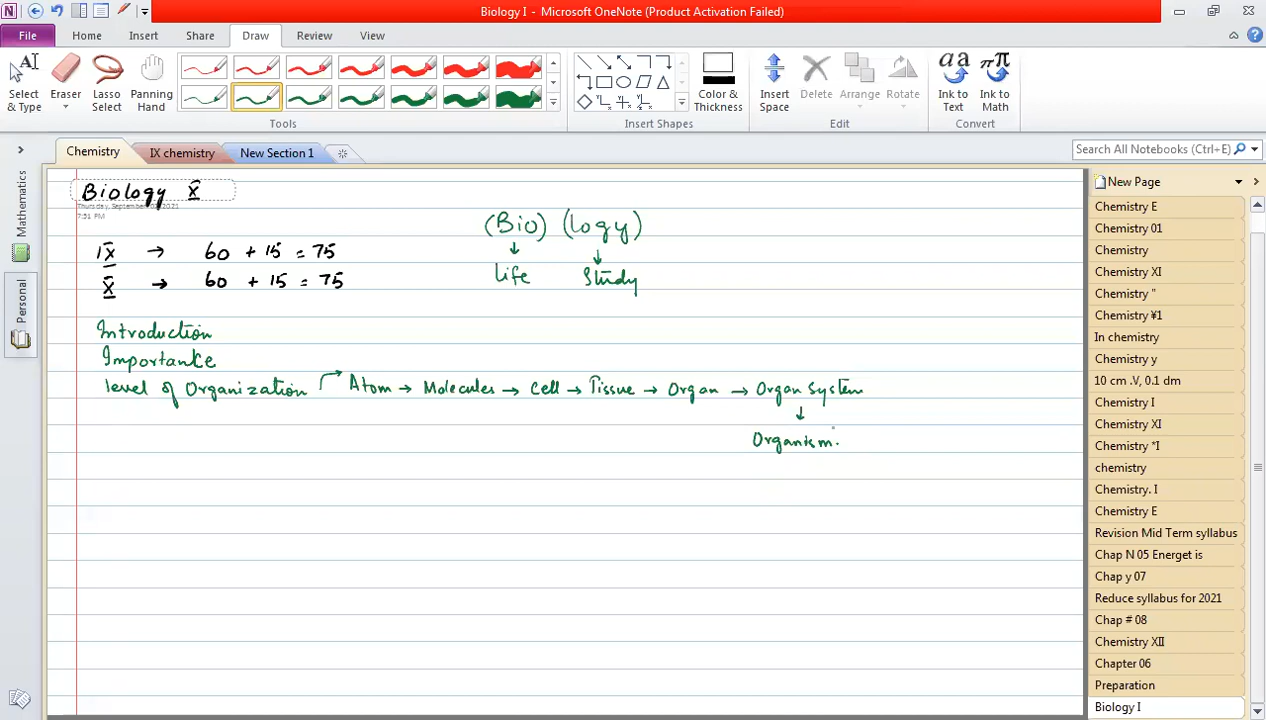 Biology I - Microsoft OneNote (Product Activation Failed)
File Home Insert Share Draw Review View
Select & Type
Eraser
Lasso Select
Panning Hand
Color & Thickness
Insert Space
Delete
Arrange
Rotate
Ink to Text
Ink to Math
Tools
Insert Shapes
Edit
Convert
Chemistry IX chemistry New Section 1
Search All Notebooks (Ctrl+E)
Mathematics
Personal
Biology X
Thursday, September
7:51 PM
(Bio) (logy)
↓ ↓
life Study
IX → 60 + 15 = 75
X → 60 + 15 = 75
Introduction
Importance
level of Organization → Atom → Molecules → Cell → Tissue → Organ → Organ System
↓
Organism.
New Page
Chemistry E
Chemistry 01
Chemistry
Chemistry XI
Chemistry "
Chemistry ¥1
In chemistry
Chemistry y
10 cm .V, 0.1 dm
Chemistry I
Chemistry XI
Chemistry *I
chemistry
Chemistry. I
Chemistry E
Revision Mid Term syllabus
Chap N 05 Energet is
Chap y 07
Reduce syllabus for 2021
Chap # 08
Chemistry XII
Chapter 06
Preparation
Biology I